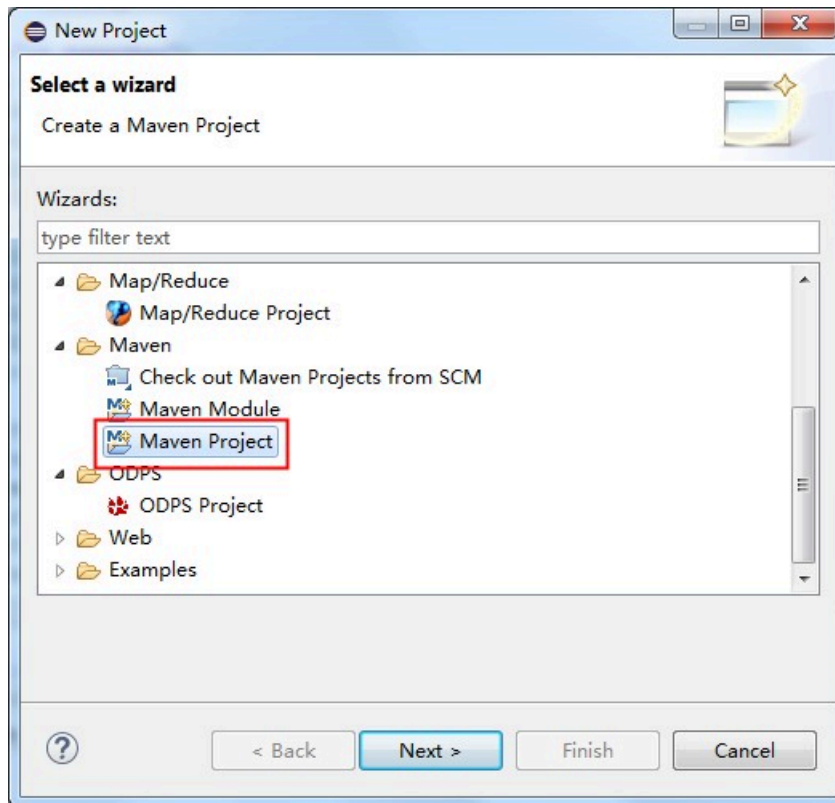 New Project
Select a wizard
Create a Maven Project
Wizards:
type filter text
Map/Reduce
Map/Reduce Project
Maven
Check out Maven Projects from SCM
Maven Module
Maven Project
ODPS
ODPS Project
Web
Examples
< Back Next > Finish Cancel